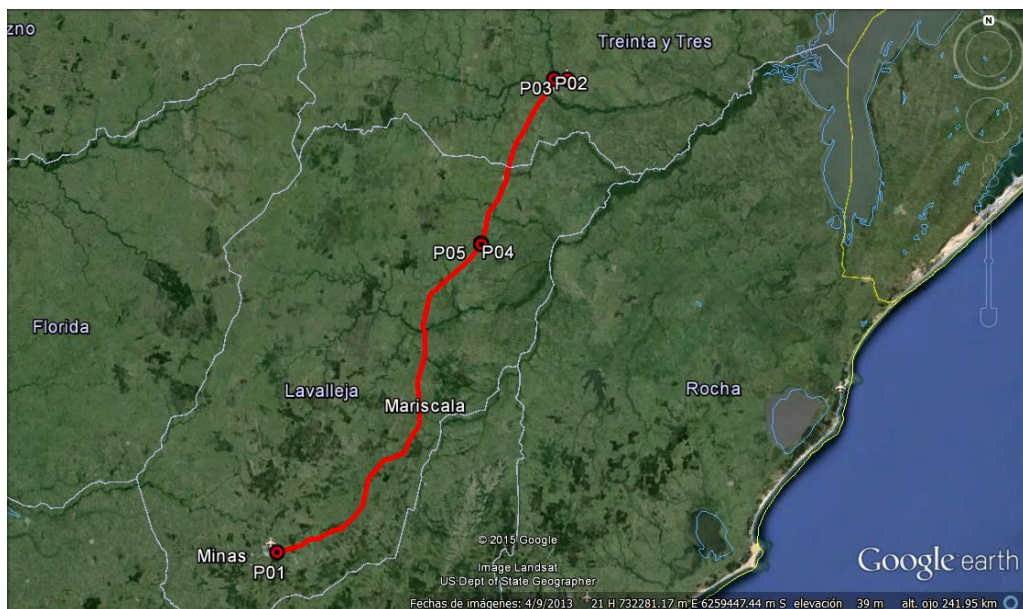 zno
Treinta y Tres
N
P03 P02
P05 P04
Florida
Lavalleja
Rocha
Mariscala
Minas
P01
© 2015 Google
Image Landsat
US Dept of State Geographer
Google earth
Fechas de imágenes: 4/9/2013 21 H 732281.17 m E 6259447.44 m S elevación 39 m alt. ojo 241.95 km